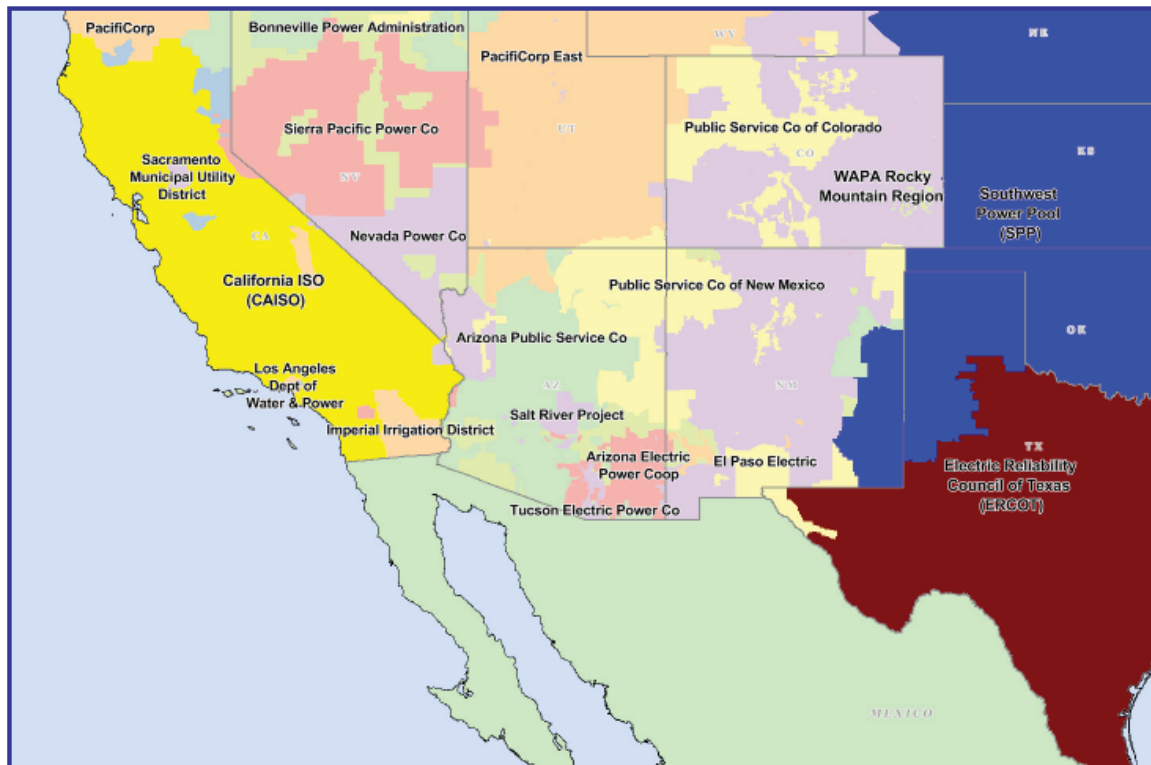 PacifiCorp
Bonneville Power Administration
WY
NE
PacifiCorp East
Sierra Pacific Power Co
UT
Public Service Co of Colorado
CO
KS
Sacramento
Municipal Utility
District
NV
WAPA Rocky
Mountain Region
Southwest
Power Pool
(SPP)
CA
Nevada Power Co
California ISO
(CAISO)
Public Service Co of New Mexico
Arizona Public Service Co
OK
Los Angeles
Dept of
Water & Power
AZ
NM
Salt River Project
Imperial Irrigation District
Arizona Electric
Power Coop
El Paso Electric
TX
Electric Reliability
Council of Texas
(ERCOT)
Tucson Electric Power Co
MEXICO